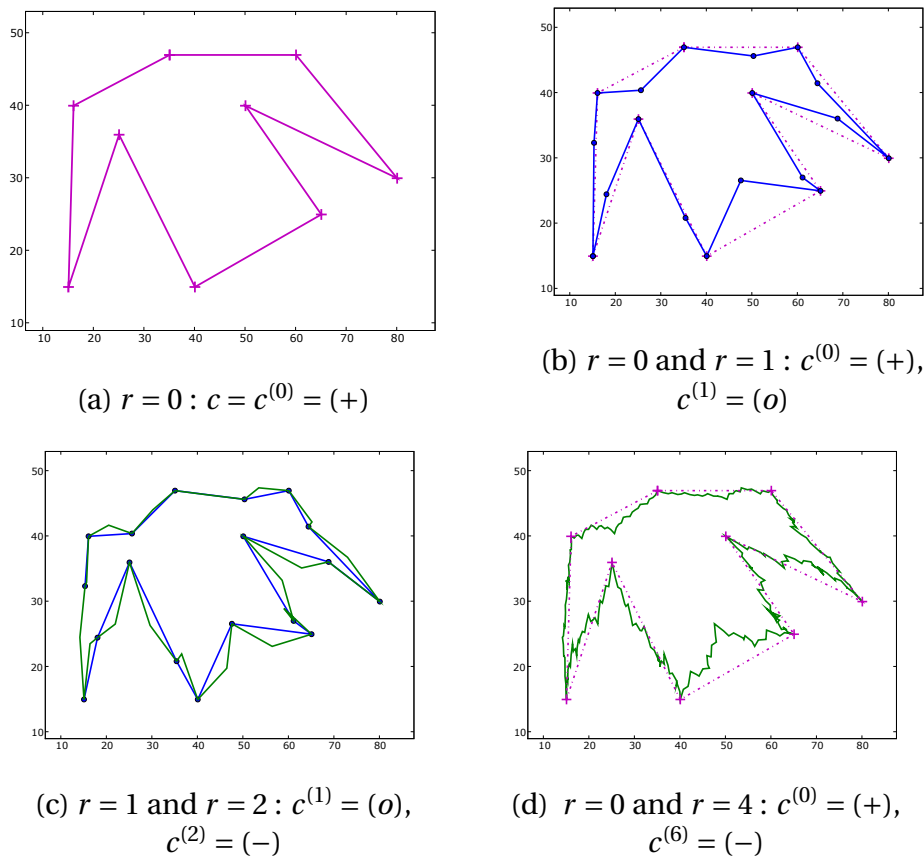 50
40
30
20
10
10 20 30 40 50 60 70 80
(a) r = 0 : c = c^(0) = (+)
50
40
30
20
10
10 20 30 40 50 60 70 80
(b) r = 0 and r = 1 : c^(0) = (+),
c^(1) = (o)
50
40
30
20
10
10 20 30 40 50 60 70 80
(c) r = 1 and r = 2 : c^(1) = (o),
c^(2) = (−)
50
40
30
20
10
10 20 30 40 50 60 70 80
(d) r = 0 and r = 4 : c^(0) = (+),
c^(6) = (−)